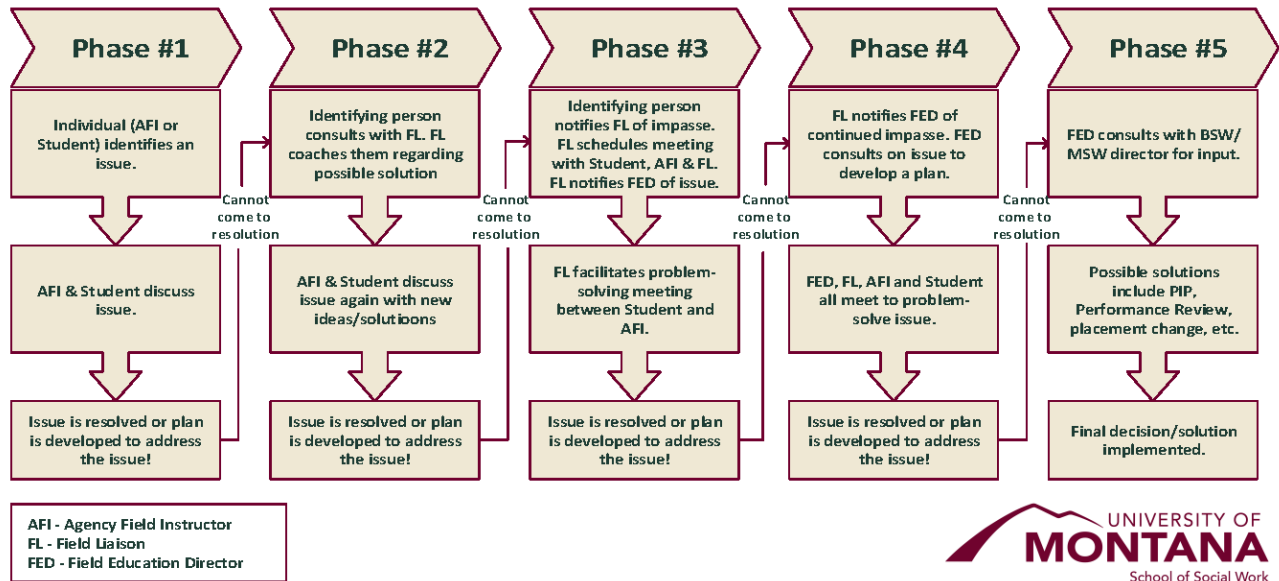 Phase #1
Individual (AFI or
Student) identifies an
issue.
AFI & Student discuss
issue.
Issue is resolved or plan
is developed to address
the issue!
Cannot
come to
resolution
Phase #2
Identifying person
consults with FL. FL
coaches them regarding
possible solution
AFI & Student discuss
issue again with new
ideas/solutioons
Issue is resolved or plan
is developed to address
the issue!
Cannot
come to
resolution
Phase #3
Identifying person
notifies FL of impasse.
FL schedules meeting
with Student, AFI & FL.
FL notifies FED of issue.
FL facilitates problem-
solving meeting
between Student and
AFI.
Issue is resolved or plan
is developed to address
the issue!
Cannot
come to
resolution
Phase #4
FL notifies FED of
continued impasse. FED
consults on issue to
develop a plan.
FED, FL, AFI and Student
all meet to problem-
solve issue.
Issue is resolved or plan
is developed to address
the issue!
Cannot
come to
resolution
Phase #5
FED consults with BSW/
MSW director for input.
Possible solutions
include PIP,
Performance Review,
placement change, etc.
Final decision/solution
implemented.
AFI - Agency Field Instructor
FL - Field Liaison
FED - Field Education Director
UNIVERSITY OF
MONTANA
School of Social Work